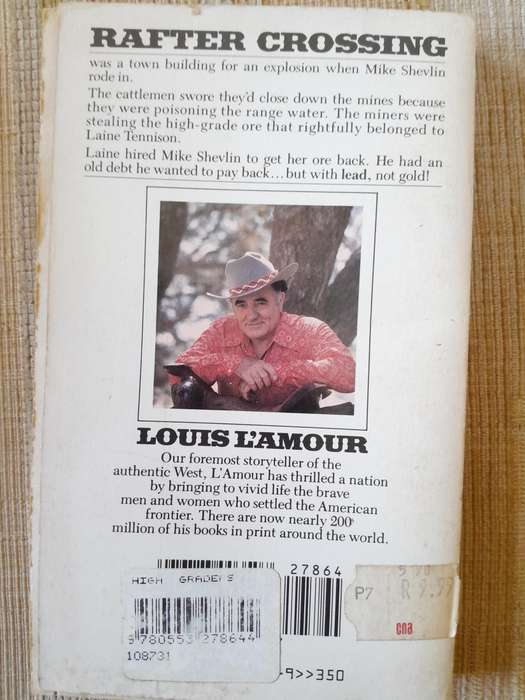 RAFTER CROSSING
was a town building for an explosion when Mike Shevlin
rode in.
The cattlemen swore they'd close down the mines because
they were poisoning the range water. The miners were
stealing the high-grade ore that rightfully belonged to
Laine Tennison.
Laine hired Mike Shevlin to get her ore back. He had an
old debt he wanted to pay back...but with lead, not gold!
LOUIS L'AMOUR
Our foremost storyteller of the
authentic West, L'Amour has thrilled a nation
by bringing to vivid life the brave
men and women who settled the American
frontier. There are now nearly 200
million of his books in print around the world.
27864
HIGH GRADERS
9 780553 278644
108731
P7
R 9.99
cna
-9>>350